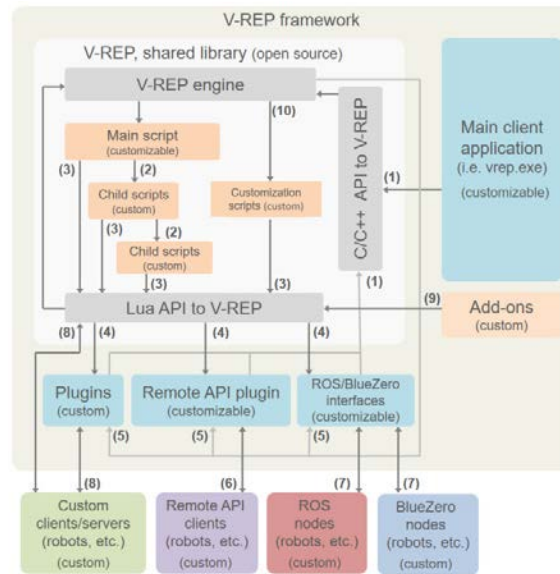 V-REP framework
V-REP, shared library (open source)
V-REP engine
(10)
Main script
(customizable)
(3)
(2)
Child scripts
(custom)
Customization
scripts (custom)
(3)
(2)
Child scripts
(custom)
(3)
(3)
C/C++ API to V-REP
(1)
(1)
Main client
application
(i.e. vrep.exe)
(customizable)
Lua API to V-REP
(9)
Add-ons
(custom)
(8)
(4)
(4)
(4)
Plugins
(custom)
Remote API plugin
(customizable)
ROS/BlueZero
interfaces
(customizable)
(5)
(5)
(5)
(8)
(6)
(7)
(7)
Custom
clients/servers
(robots, etc.)
(custom)
Remote API
clients
(robots, etc.)
(custom)
ROS
nodes
(robots, etc.)
(custom)
BlueZero
nodes
(robots, etc.)
(custom)